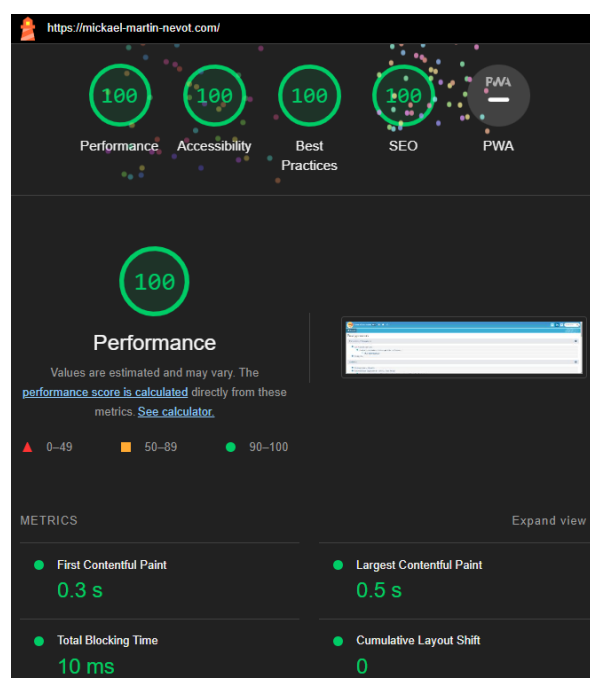 https://mickael-martin-nevot.com/
100 100 100 100 PWA
Performance Accessibility Best Practices SEO PWA
100
Performance
Values are estimated and may vary. The
performance score is calculated directly from these
metrics. See calculator.
0–49 50–89 90–100
METRICS Expand view
First Contentful Paint Largest Contentful Paint
0.3 s 0.5 s
Total Blocking Time Cumulative Layout Shift
10 ms 0